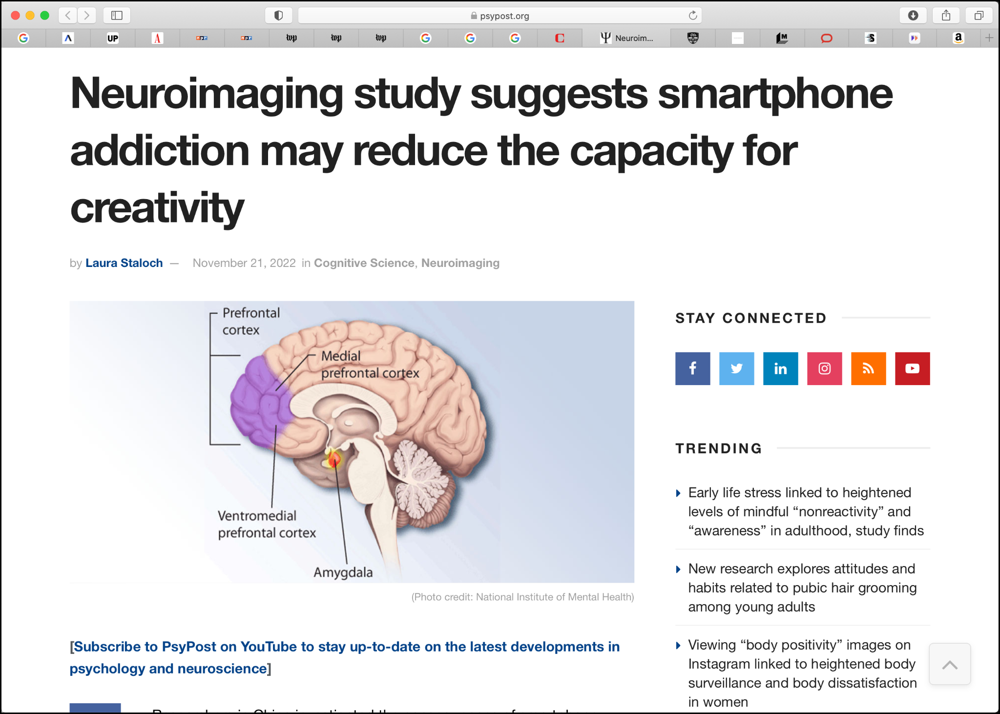 psypost.org
UP
A
npr
npr
wp
wp
wp
C
Neuroim...
M
S
a
Neuroimaging study suggests smartphone
addiction may reduce the capacity for
creativity
by Laura Staloch — November 21, 2022 in Cognitive Science, Neuroimaging
Prefrontal
cortex
Medial
prefrontal cortex
Ventromedial
prefrontal cortex
Amygdala
(Photo credit: National Institute of Mental Health)
[Subscribe to PsyPost on YouTube to stay up-to-date on the latest developments in
psychology and neuroscience]
STAY CONNECTED
TRENDING
Early life stress linked to heightened
levels of mindful “nonreactivity” and
“awareness” in adulthood, study finds
New research explores attitudes and
habits related to pubic hair grooming
among young adults
Viewing “body positivity” images on
Instagram linked to heightened body
surveillance and body dissatisfaction
in women